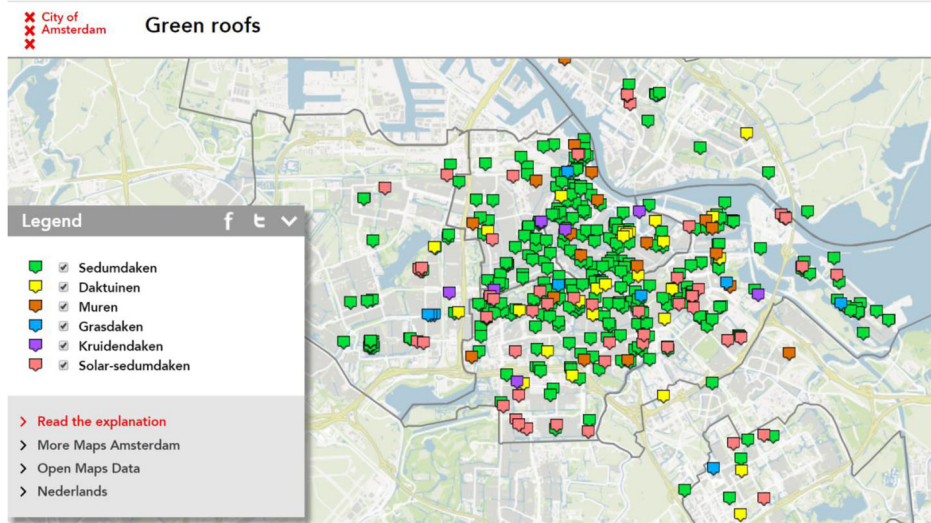 City of
Amsterdam
Green roofs
Legend
Sedumdaken
Daktuinen
Muren
Grasdaken
Kruidendaken
Solar-sedumdaken
Read the explanation
More Maps Amsterdam
Open Maps Data
Nederlands